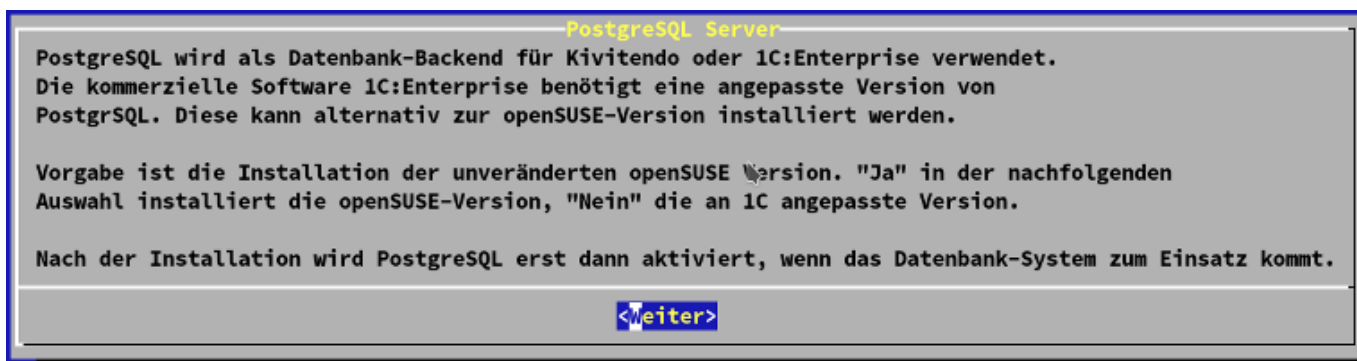 PostgreSQL Server
PostgreSQL wird als Datenbank-Backend für Kivitendo oder 1C:Enterprise verwendet.
Die kommerzielle Software 1C:Enterprise benötigt eine angepasste Version von
PostgrSQL. Diese kann alternativ zur openSUSE-Version installiert werden.
Vorgabe ist die Installation der unveränderten openSUSE Version. "Ja" in der nachfolgenden
Auswahl installiert die openSUSE-Version, "Nein" die an 1C angepasste Version.
Nach der Installation wird PostgreSQL erst dann aktiviert, wenn das Datenbank-System zum Einsatz kommt.
<Weiter>